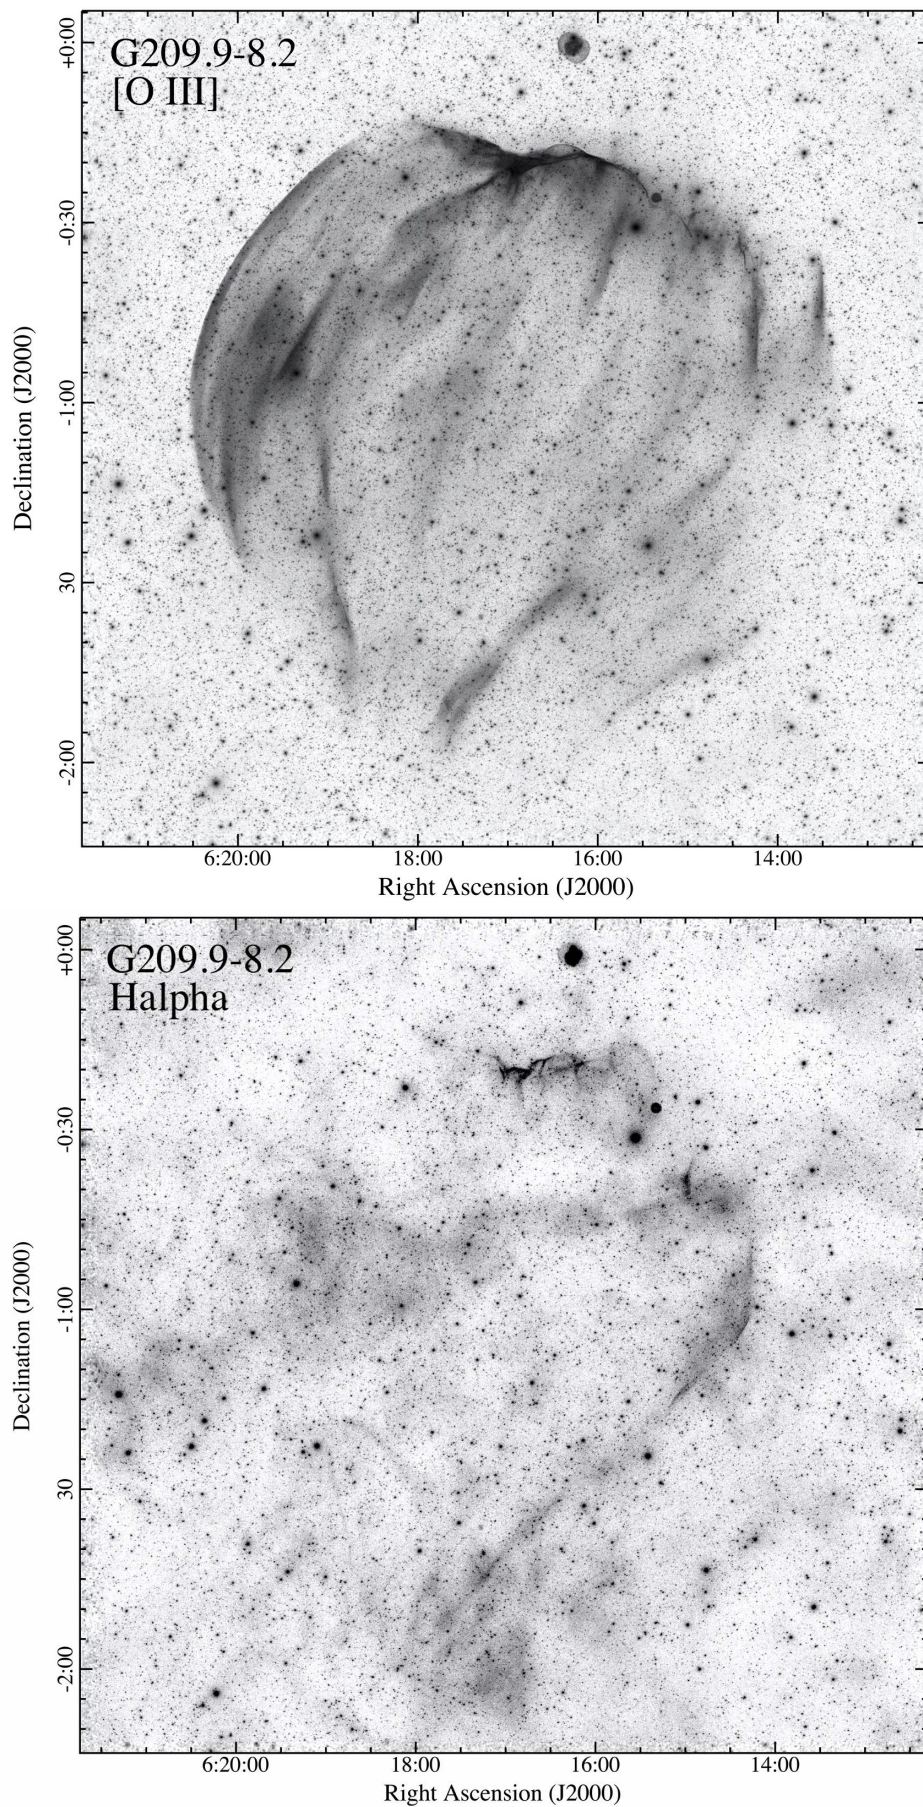 G209.9-8.2
[O III]
+0:00
-0:30
-1:00
30
-2:00
Declination (J2000)
6:20:00 18:00 16:00 14:00
Right Ascension (J2000)
G209.9-8.2
Halpha
+0:00
-0:30
-1:00
30
-2:00
Declination (J2000)
6:20:00 18:00 16:00 14:00
Right Ascension (J2000)